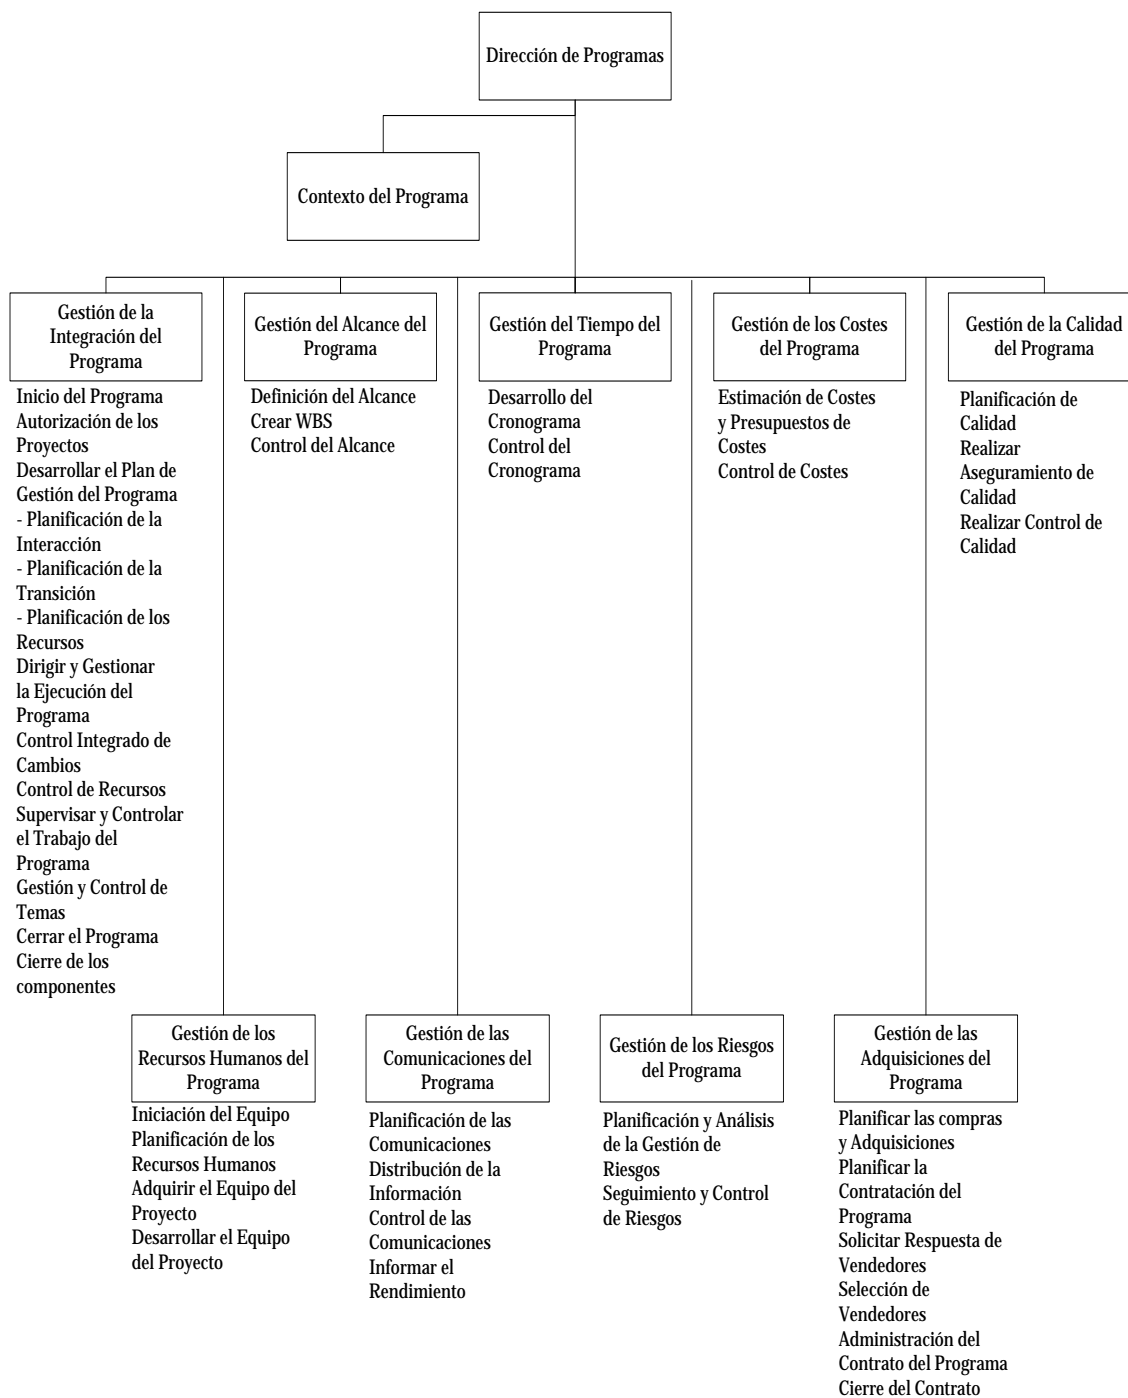 Dirección de Programas
Contexto del Programa
Gestión de la
Integración del
Programa
Inicio del Programa
Autorización de los
Proyectos
Desarrollar el Plan de
Gestión del Programa
- Planificación de la
Interacción
- Planificación de la
Transición
- Planificación de los
Recursos
Dirigir y Gestionar
la Ejecución del
Programa
Control Integrado de
Cambios
Control de Recursos
Supervisar y Controlar
el Trabajo del
Programa
Gestión y Control de
Temas
Cerrar el Programa
Cierre de los
componentes
Gestión del Alcance del
Programa
Definición del Alcance
Crear WBS
Control del Alcance
Gestión del Tiempo del
Programa
Desarrollo del
Cronograma
Control del
Cronograma
Gestión de los Costes
del Programa
Estimación de Costes
y Presupuestos de
Costes
Control de Costes
Gestión de la Calidad
del Programa
Planificación de
Calidad
Realizar
Aseguramiento de
Calidad
Realizar Control de
Calidad
Gestión de los
Recursos Humanos del
Programa
Iniciación del Equipo
Planificación de los
Recursos Humanos
Adquirir el Equipo del
Proyecto
Desarrollar el Equipo
del Proyecto
Gestión de las
Comunicaciones del
Programa
Planificación de las
Comunicaciones
Distribución de la
Información
Control de las
Comunicaciones
Informar el
Rendimiento
Gestión de los Riesgos
del Programa
Planificación y Análisis
de la Gestión de
Riesgos
Seguimiento y Control
de Riesgos
Gestión de las
Adquisiciones del
Programa
Planificar las compras
y Adquisiciones
Planificar la
Contratación del
Programa
Solicitar Respuesta de
Vendedores
Selección de
Vendedores
Administración del
Contrato del Programa
Cierre del Contrato